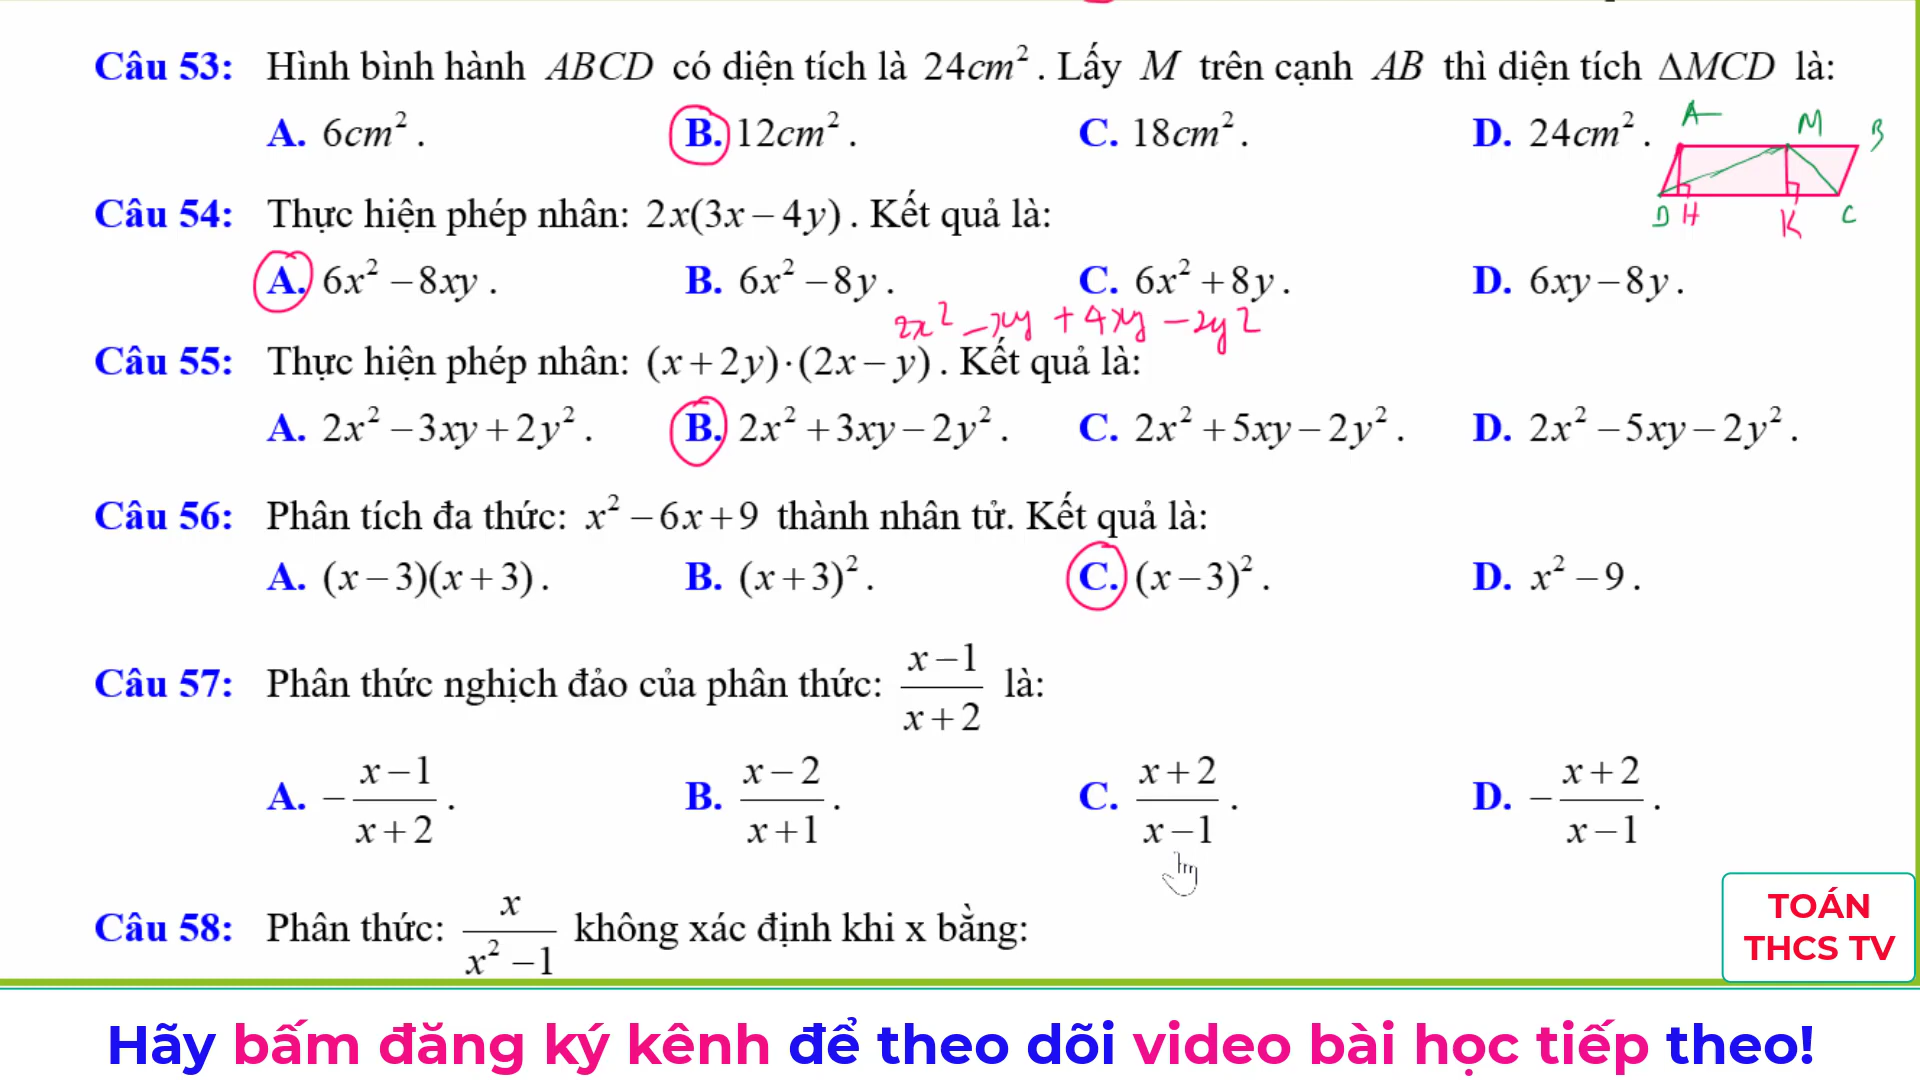 Câu 53: Hình bình hành ABCD có diện tích là 24cm². Lấy M trên cạnh AB thì diện tích ΔMCD là:
A. 6cm². B. 12cm². C. 18cm². D. 24cm².
A M B
D H K C
Câu 54: Thực hiện phép nhân: 2x(3x−4y). Kết quả là:
A. 6x²−8xy. B. 6x²−8y. C. 6x²+8y. D. 6xy−8y.
2x² −xy +4xy −2y²
Câu 55: Thực hiện phép nhân: (x+2y)·(2x−y). Kết quả là:
A. 2x²−3xy+2y². B. 2x²+3xy−2y². C. 2x²+5xy−2y². D. 2x²−5xy−2y².
Câu 56: Phân tích đa thức: x²−6x+9 thành nhân tử. Kết quả là:
A. (x−3)(x+3). B. (x+3)². C. (x−3)². D. x²−9.
Câu 57: Phân thức nghịch đảo của phân thức: (x−1)/(x+2) là:
A. −(x−1)/(x+2). B. (x−2)/(x+1). C. (x+2)/(x−1). D. −(x+2)/(x−1).
Câu 58: Phân thức: x/(x²−1) không xác định khi x bằng:
TOÁN
THCS TV
Hãy bấm đăng ký kênh để theo dõi video bài học tiếp theo!